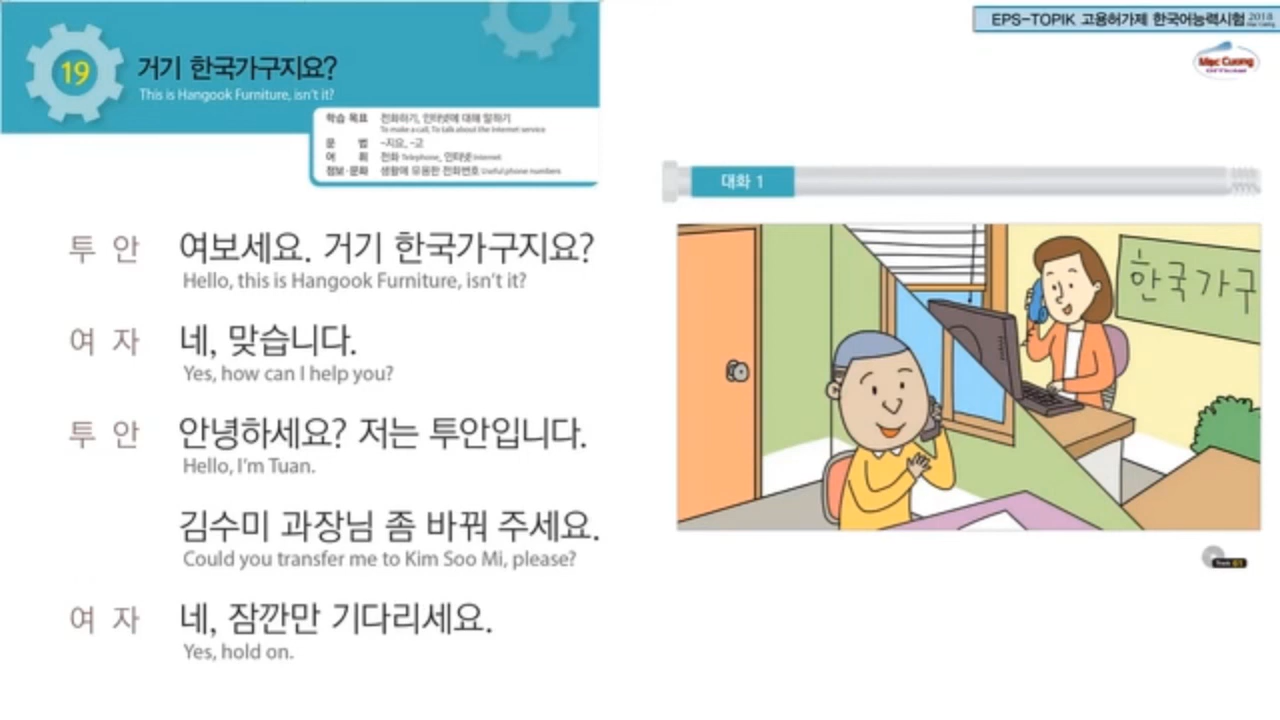 19
거기 한국가구지요?
This is Hangook Furniture, isn't it?
학습 목표 전화하기, 인터넷에 대해 말하기
To make a call, To talk about the Internet service
문 법 -지요, -고
어 휘 전화 Telephone, 인터넷 Internet
정보·문화 생활에 유용한 전화번호 Useful phone numbers
투 안 여보세요. 거기 한국가구지요?
Hello, this is Hangook Furniture, isn't it?
여 자 네, 맞습니다.
Yes, how can I help you?
투 안 안녕하세요? 저는 투안입니다.
Hello, I'm Tuan.
김수미 과장님 좀 바꿔 주세요.
Could you transfer me to Kim Soo Mi, please?
여 자 네, 잠깐만 기다리세요.
Yes, hold on.
EPS-TOPIK 고용허가제 한국어능력시험 2018
Mạc Cương
대화 1
한국가구
Track 61